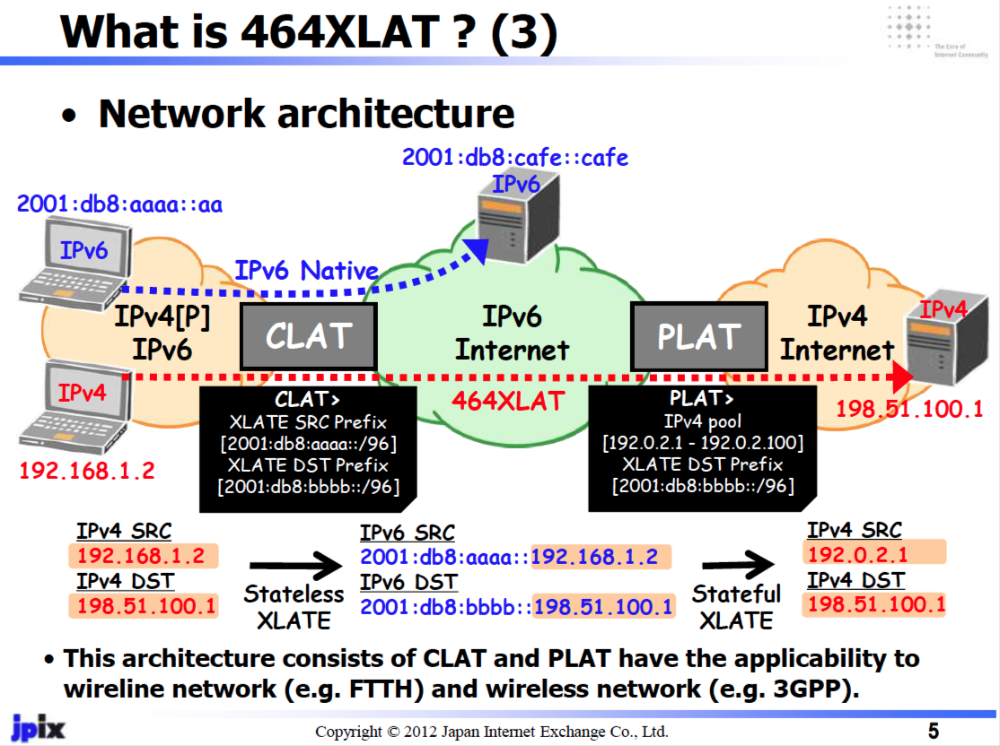 What is 464XLAT ? (3)
The Core of
Internet Community
• Network architecture
2001:db8:cafe::cafe
IPv6
2001:db8:aaaa::aa
IPv6
IPv6 Native
IPv4[P]
IPv6
CLAT
IPv6
Internet
PLAT
IPv4
Internet
IPv4
IPv4
464XLAT
198.51.100.1
192.168.1.2
CLAT>
XLATE SRC Prefix
[2001:db8:aaaa::/96]
XLATE DST Prefix
[2001:db8:bbbb::/96]
PLAT>
IPv4 pool
[192.0.2.1 - 192.0.2.100]
XLATE DST Prefix
[2001:db8:bbbb::/96]
IPv4 SRC
192.168.1.2
IPv4 DST
198.51.100.1
Stateless
XLATE
IPv6 SRC
2001:db8:aaaa::192.168.1.2
IPv6 DST
2001:db8:bbbb::198.51.100.1
Stateful
XLATE
IPv4 SRC
192.0.2.1
IPv4 DST
198.51.100.1
• This architecture consists of CLAT and PLAT have the applicability to
wireline network (e.g. FTTH) and wireless network (e.g. 3GPP).
jpix
Copyright © 2012 Japan Internet Exchange Co., Ltd.
5